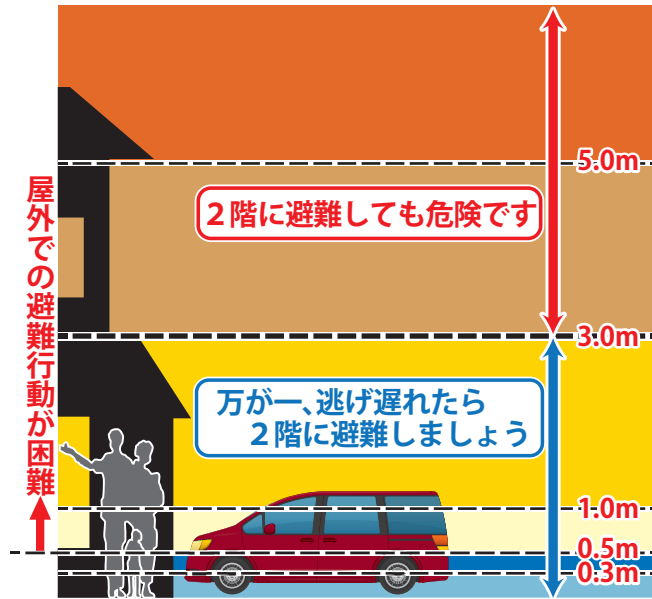 屋外での避難行動が困難
5.0m
２階に避難しても危険です
3.0m
万が一、逃げ遅れたら
２階に避難しましょう
1.0m
0.5m
0.3m